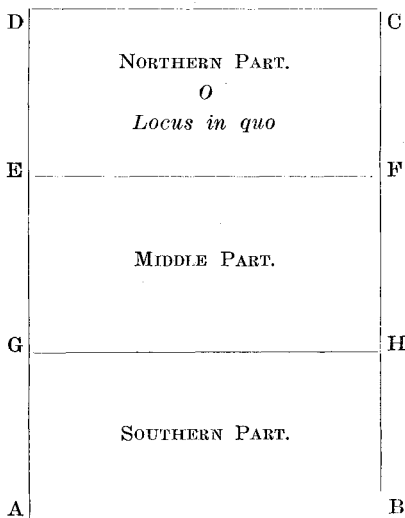 D C
NORTHERN PART.
O
Locus in quo
E F
MIDDLE PART.
G H
SOUTHERN PART.
A B